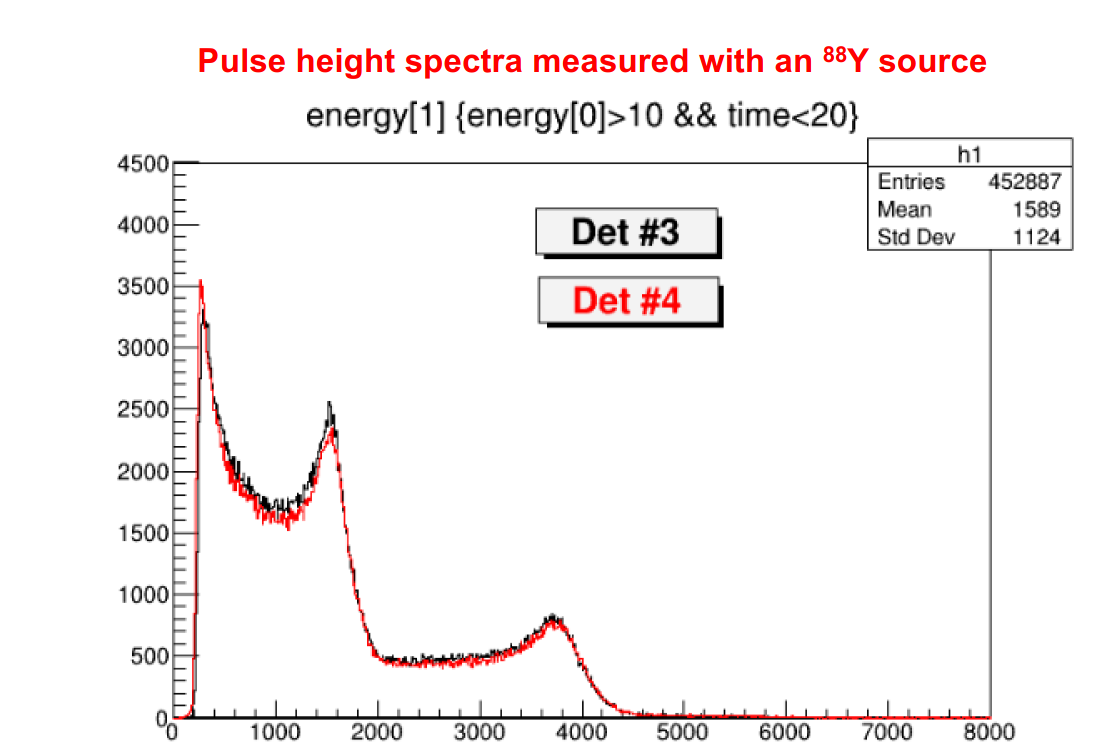 Pulse height spectra measured with an ⁸⁸Y source
energy[1] {energy[0]>10 && time<20}
h1
Entries 452887
Mean 1589
Std Dev 1124
Det #3
Det #4
4500
4000
3500
3000
2500
2000
1500
1000
500
0
0 1000 2000 3000 4000 5000 6000 7000 8000